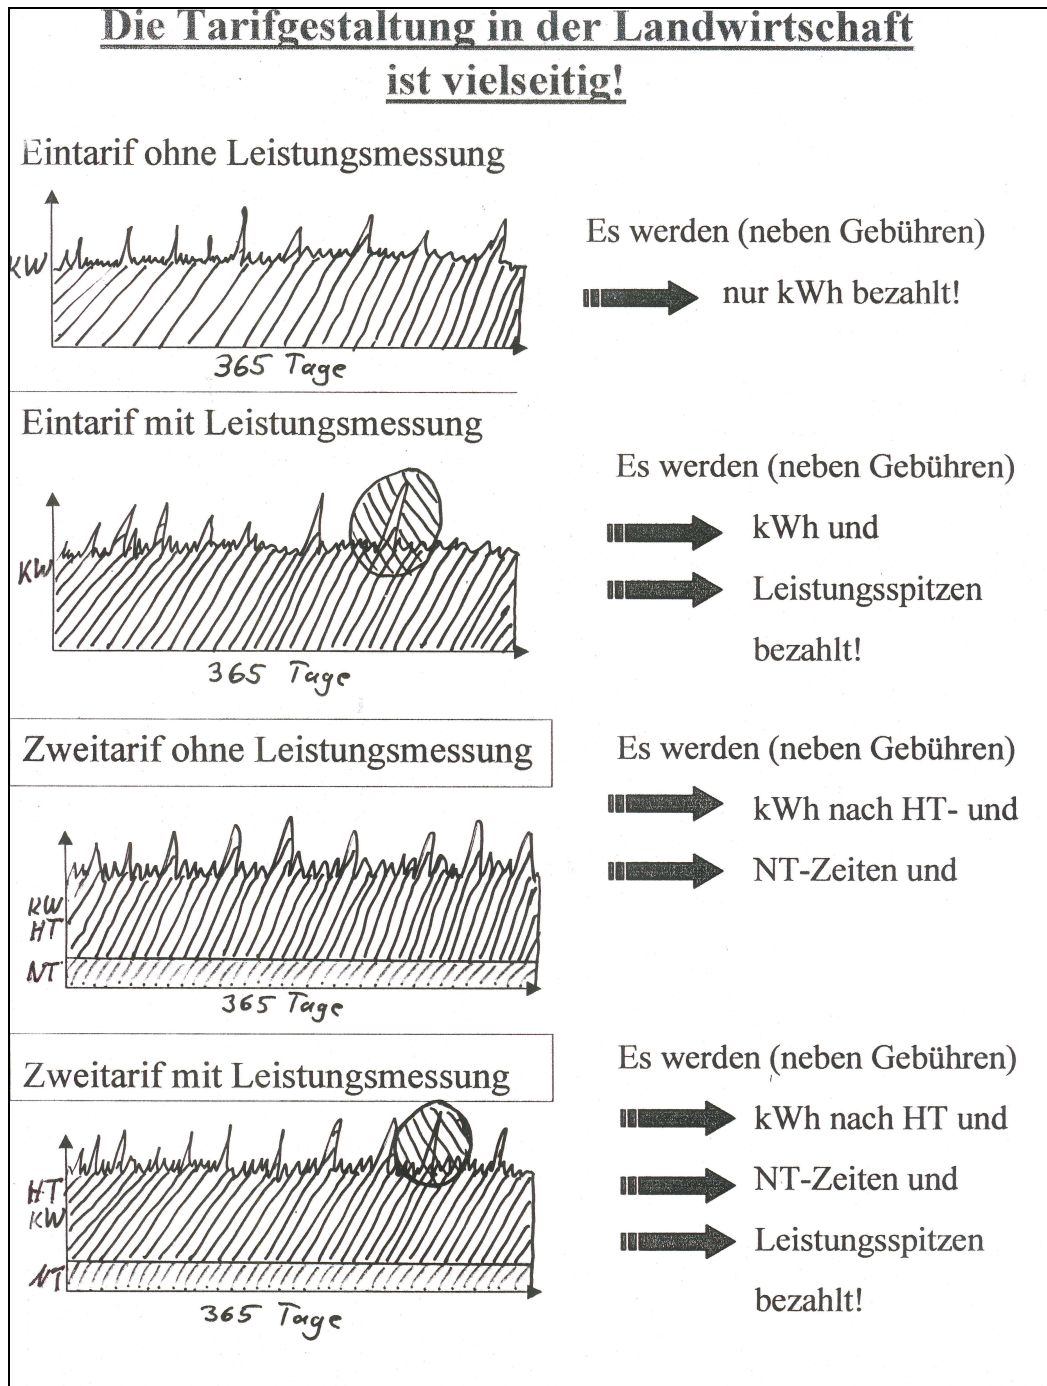 Die Tarifgestaltung in der Landwirtschaft
ist vielseitig!
Eintarif ohne Leistungsmessung
KW
365 Tage
Es werden (neben Gebühren)
nur kWh bezahlt!
Eintarif mit Leistungsmessung
KW
365 Tage
Es werden (neben Gebühren)
kWh und
Leistungsspitzen
bezahlt!
Zweitarif ohne Leistungsmessung
KW
HT
NT
365 Tage
Es werden (neben Gebühren)
kWh nach HT- und
NT-Zeiten und
Zweitarif mit Leistungsmessung
HT
KW
NT
365 Tage
Es werden (neben Gebühren)
kWh nach HT und
NT-Zeiten und
Leistungsspitzen
bezahlt!